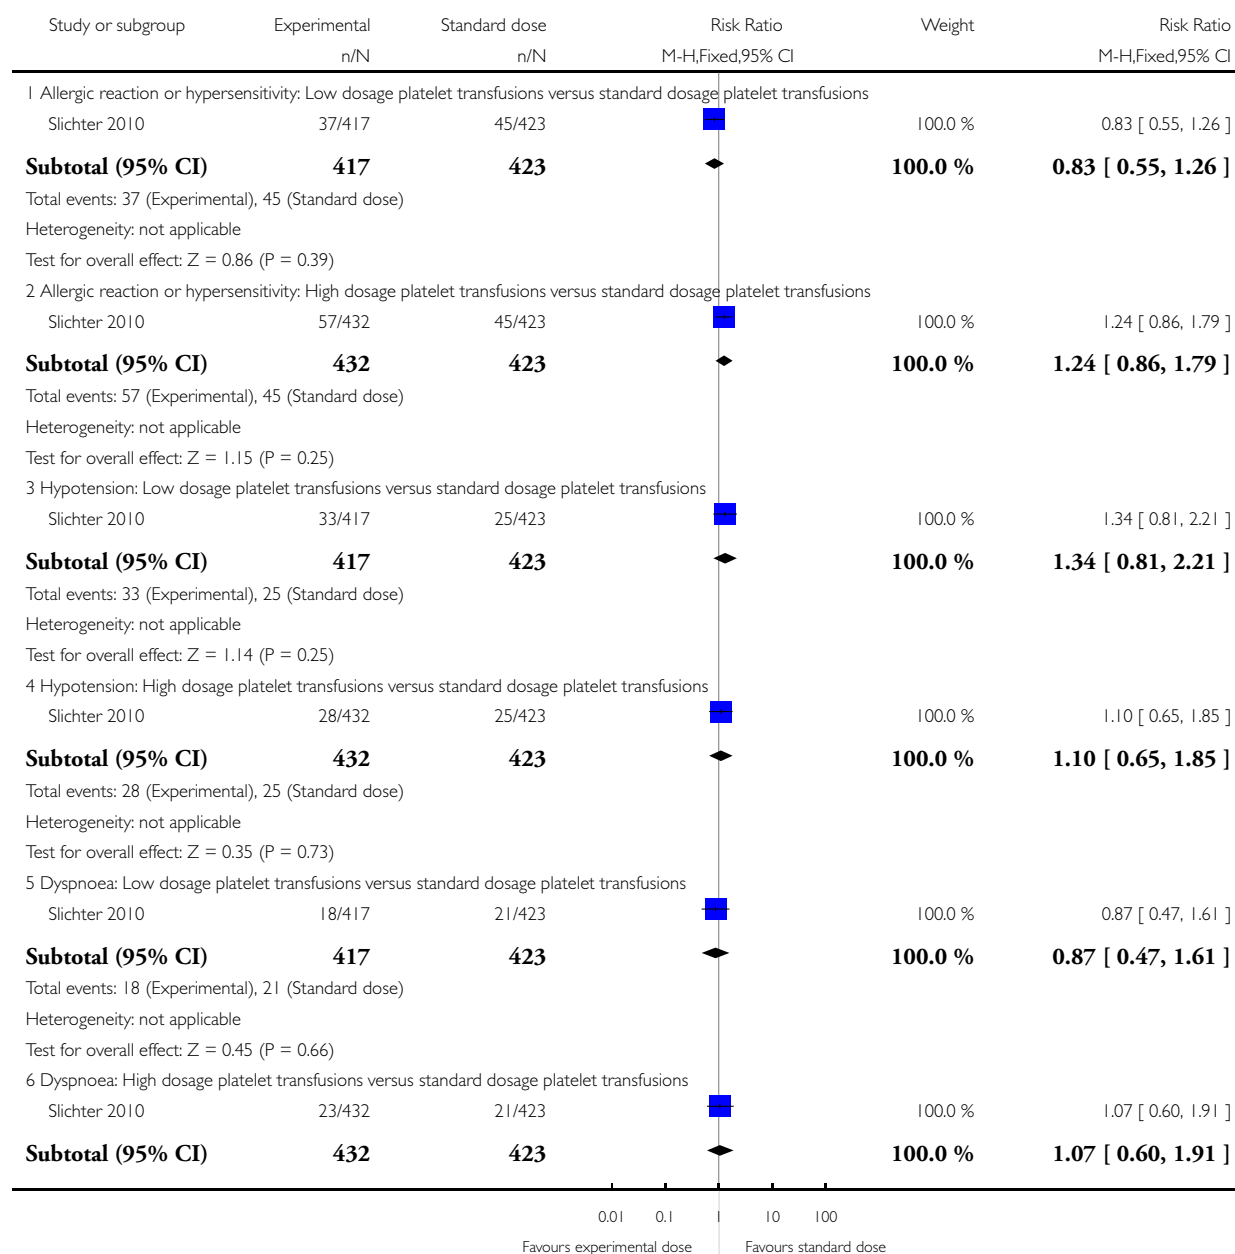 Study or subgroup Experimental Standard dose Risk Ratio Weight Risk Ratio
n/N n/N M-H,Fixed,95% CI M-H,Fixed,95% CI
1 Allergic reaction or hypersensitivity: Low dosage platelet transfusions versus standard dosage platelet transfusions
Slichter 2010 37/417 45/423 100.0 % 0.83 [ 0.55, 1.26 ]
Subtotal (95% CI) 417 423 100.0 % 0.83 [ 0.55, 1.26 ]
Total events: 37 (Experimental), 45 (Standard dose)
Heterogeneity: not applicable
Test for overall effect: Z = 0.86 (P = 0.39)
2 Allergic reaction or hypersensitivity: High dosage platelet transfusions versus standard dosage platelet transfusions
Slichter 2010 57/432 45/423 100.0 % 1.24 [ 0.86, 1.79 ]
Subtotal (95% CI) 432 423 100.0 % 1.24 [ 0.86, 1.79 ]
Total events: 57 (Experimental), 45 (Standard dose)
Heterogeneity: not applicable
Test for overall effect: Z = 1.15 (P = 0.25)
3 Hypotension: Low dosage platelet transfusions versus standard dosage platelet transfusions
Slichter 2010 33/417 25/423 100.0 % 1.34 [ 0.81, 2.21 ]
Subtotal (95% CI) 417 423 100.0 % 1.34 [ 0.81, 2.21 ]
Total events: 33 (Experimental), 25 (Standard dose)
Heterogeneity: not applicable
Test for overall effect: Z = 1.14 (P = 0.25)
4 Hypotension: High dosage platelet transfusions versus standard dosage platelet transfusions
Slichter 2010 28/432 25/423 100.0 % 1.10 [ 0.65, 1.85 ]
Subtotal (95% CI) 432 423 100.0 % 1.10 [ 0.65, 1.85 ]
Total events: 28 (Experimental), 25 (Standard dose)
Heterogeneity: not applicable
Test for overall effect: Z = 0.35 (P = 0.73)
5 Dyspnoea: Low dosage platelet transfusions versus standard dosage platelet transfusions
Slichter 2010 18/417 21/423 100.0 % 0.87 [ 0.47, 1.61 ]
Subtotal (95% CI) 417 423 100.0 % 0.87 [ 0.47, 1.61 ]
Total events: 18 (Experimental), 21 (Standard dose)
Heterogeneity: not applicable
Test for overall effect: Z = 0.45 (P = 0.66)
6 Dyspnoea: High dosage platelet transfusions versus standard dosage platelet transfusions
Slichter 2010 23/432 21/423 100.0 % 1.07 [ 0.60, 1.91 ]
Subtotal (95% CI) 432 423 100.0 % 1.07 [ 0.60, 1.91 ]
0.01 0.1 1 10 100
Favours experimental dose Favours standard dose